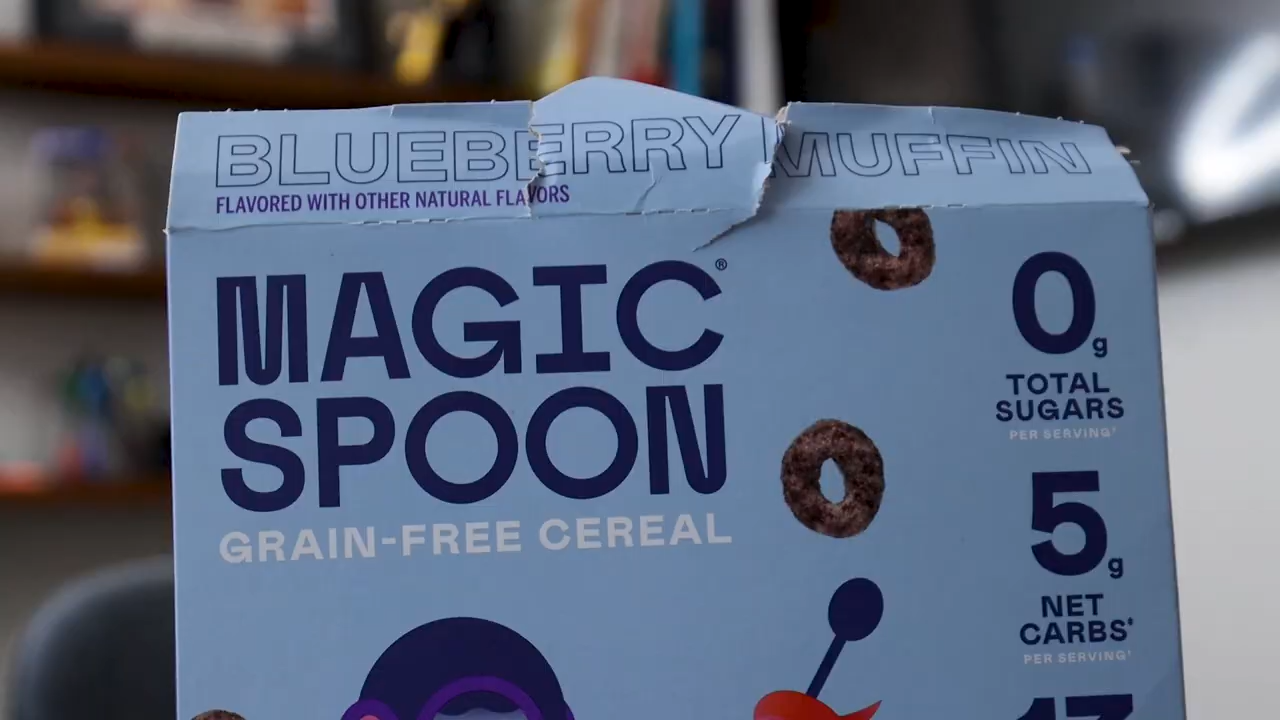 BLUEBERRY MUFFIN
FLAVORED WITH OTHER NATURAL FLAVORS
MAGIC®
SPOON
GRAIN-FREE CEREAL
0g
TOTAL
SUGARS
PER SERVING†
5g
NET
CARBS*
PER SERVING†
13